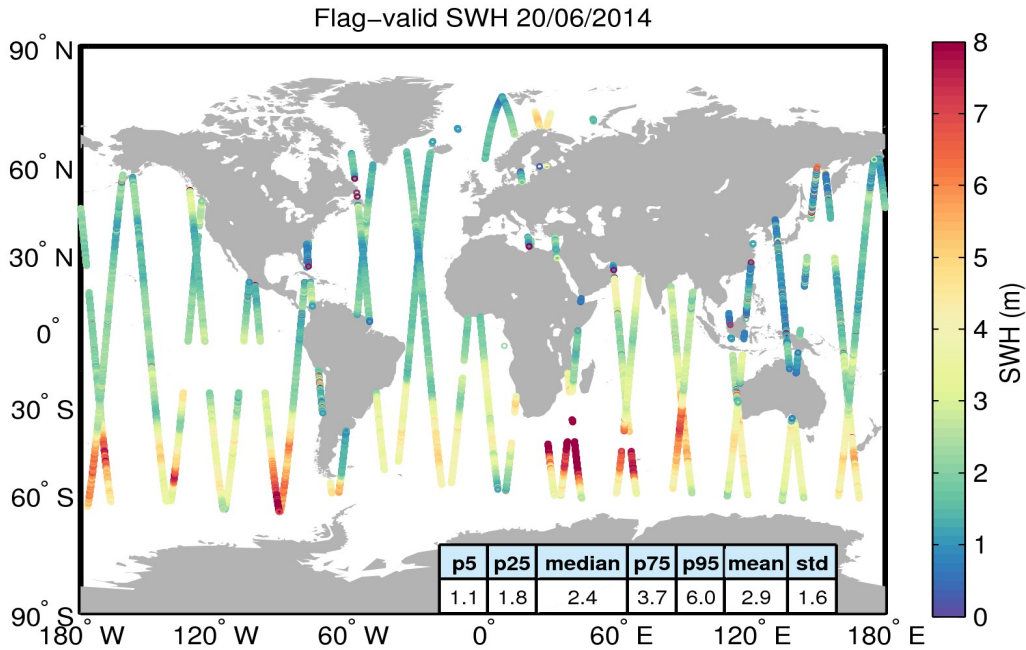 Flag−valid SWH 20/06/2014
90° N
60° N
30° N
0°
30° S
60° S
90° S
180° W
120° W
60° W
0°
60° E
120° E
180° E
p5 p25 median p75 p95 mean std
1.1 1.8 2.4 3.7 6.0 2.9 1.6
8
7
6
5
4
3
2
1
0
SWH (m)